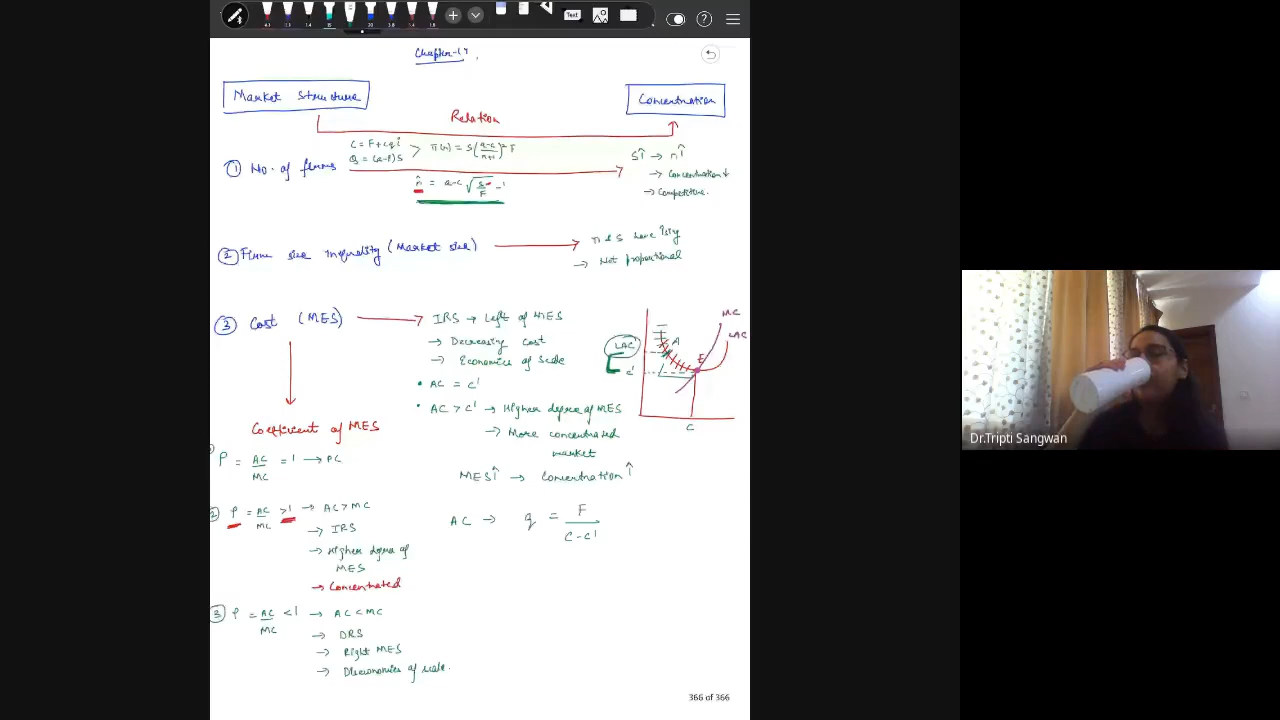 Text
Chapter-14
Market Structure
Concentration
Relation
C = F + cqi
Q = (a-P)S
π(n) = S(a-c/n+1)² F
① No. of firms
n̂ = a-c √S/F -1
S↑ → n↑
→ Concentration ↓
→ Competitive.
② Firm size inequality (Market size)
n & S
→ Not proportional
③ Cost (MES)
IRS → Left of MES
→ Decreasing cost
→ Economies of scale
• AC = c'
• AC > c' → Higher degree of MES
→ More concentrated
market
MES↑ → Concentration ↑
MC
LAC
LAC
A
E
c'
C
Coefficient of MES
ρ = AC/MC = 1 → PC
② ρ = AC/MC >1 → AC > MC
→ IRS
→ Higher degree of
MES
→ Concentrated
AC → q = F/C-c'
③ ρ = AC/MC <1 → AC < MC
→ DRS
→ Right MES
→ Diseconomies of scale.
366 of 366
Dr.Tripti Sangwan